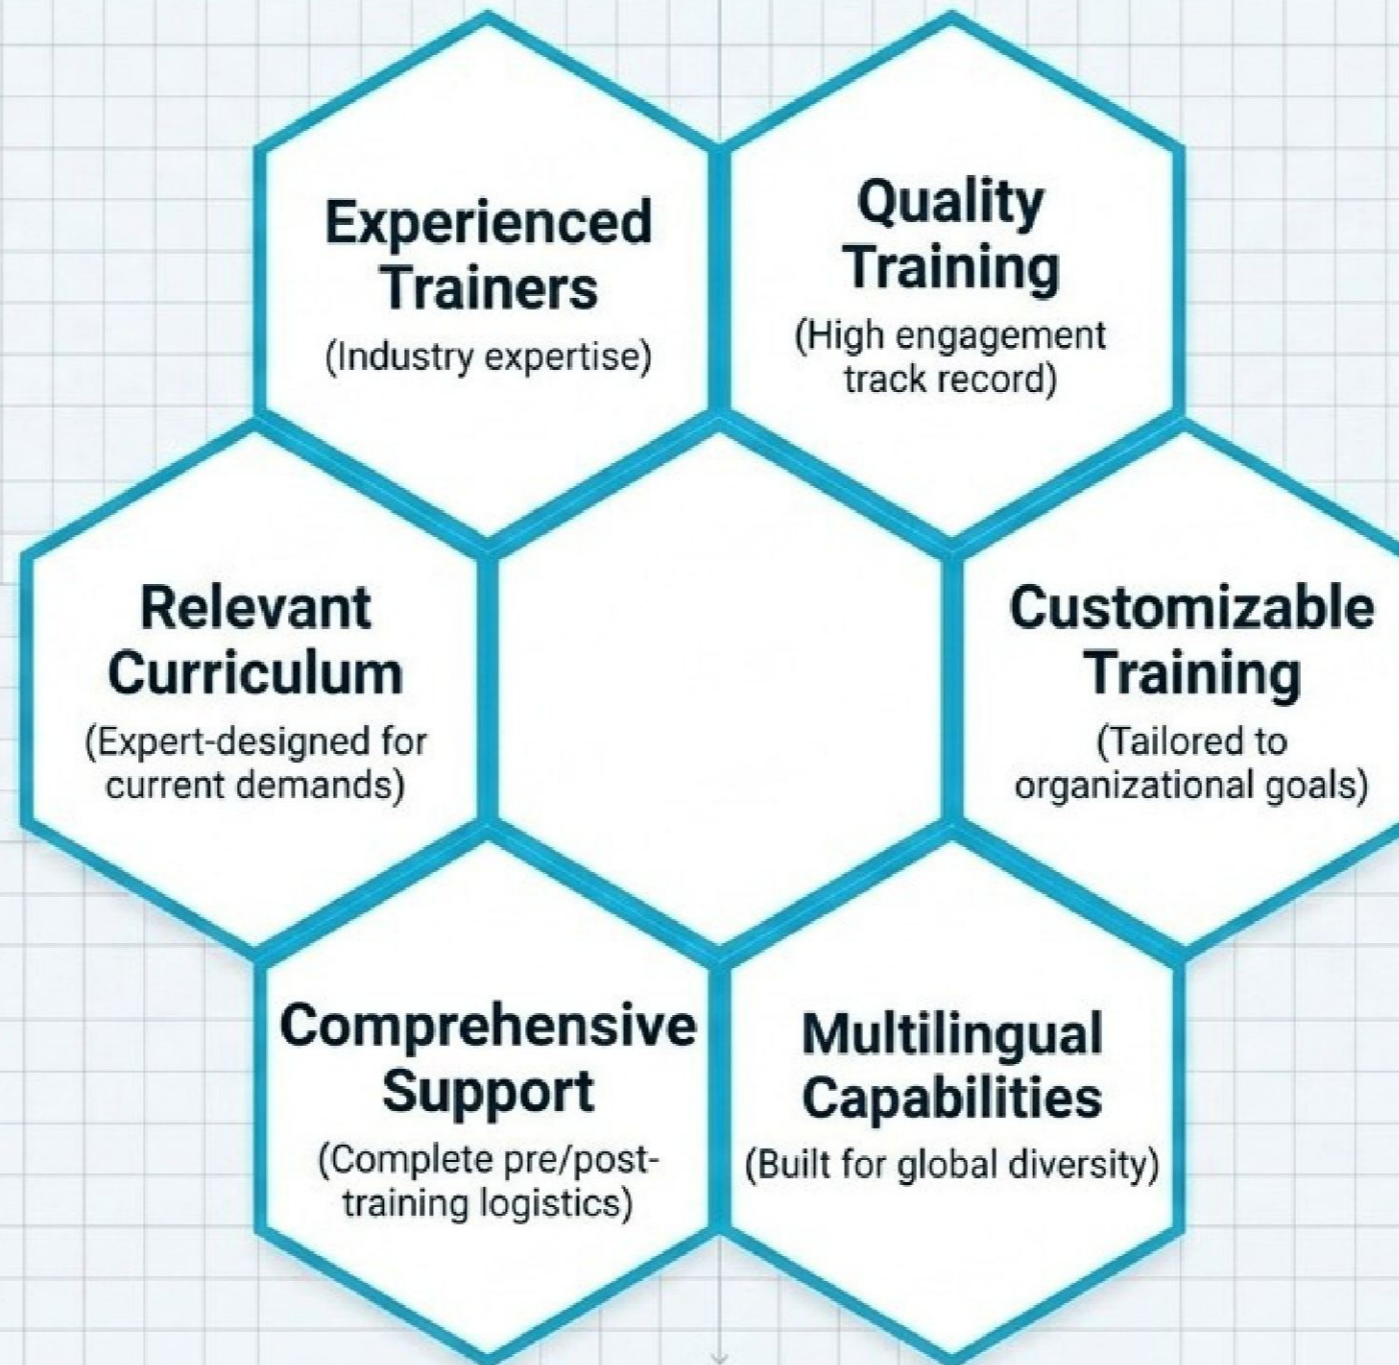 Experienced
Trainers
(Industry expertise)
Quality
Training
(High engagement
track record)
Relevant
Curriculum
(Expert-designed for
current demands)
Customizable
Training
(Tailored to
organizational goals)
Comprehensive
Support
(Complete pre/post-
training logistics)
Multilingual
Capabilities
(Built for global diversity)